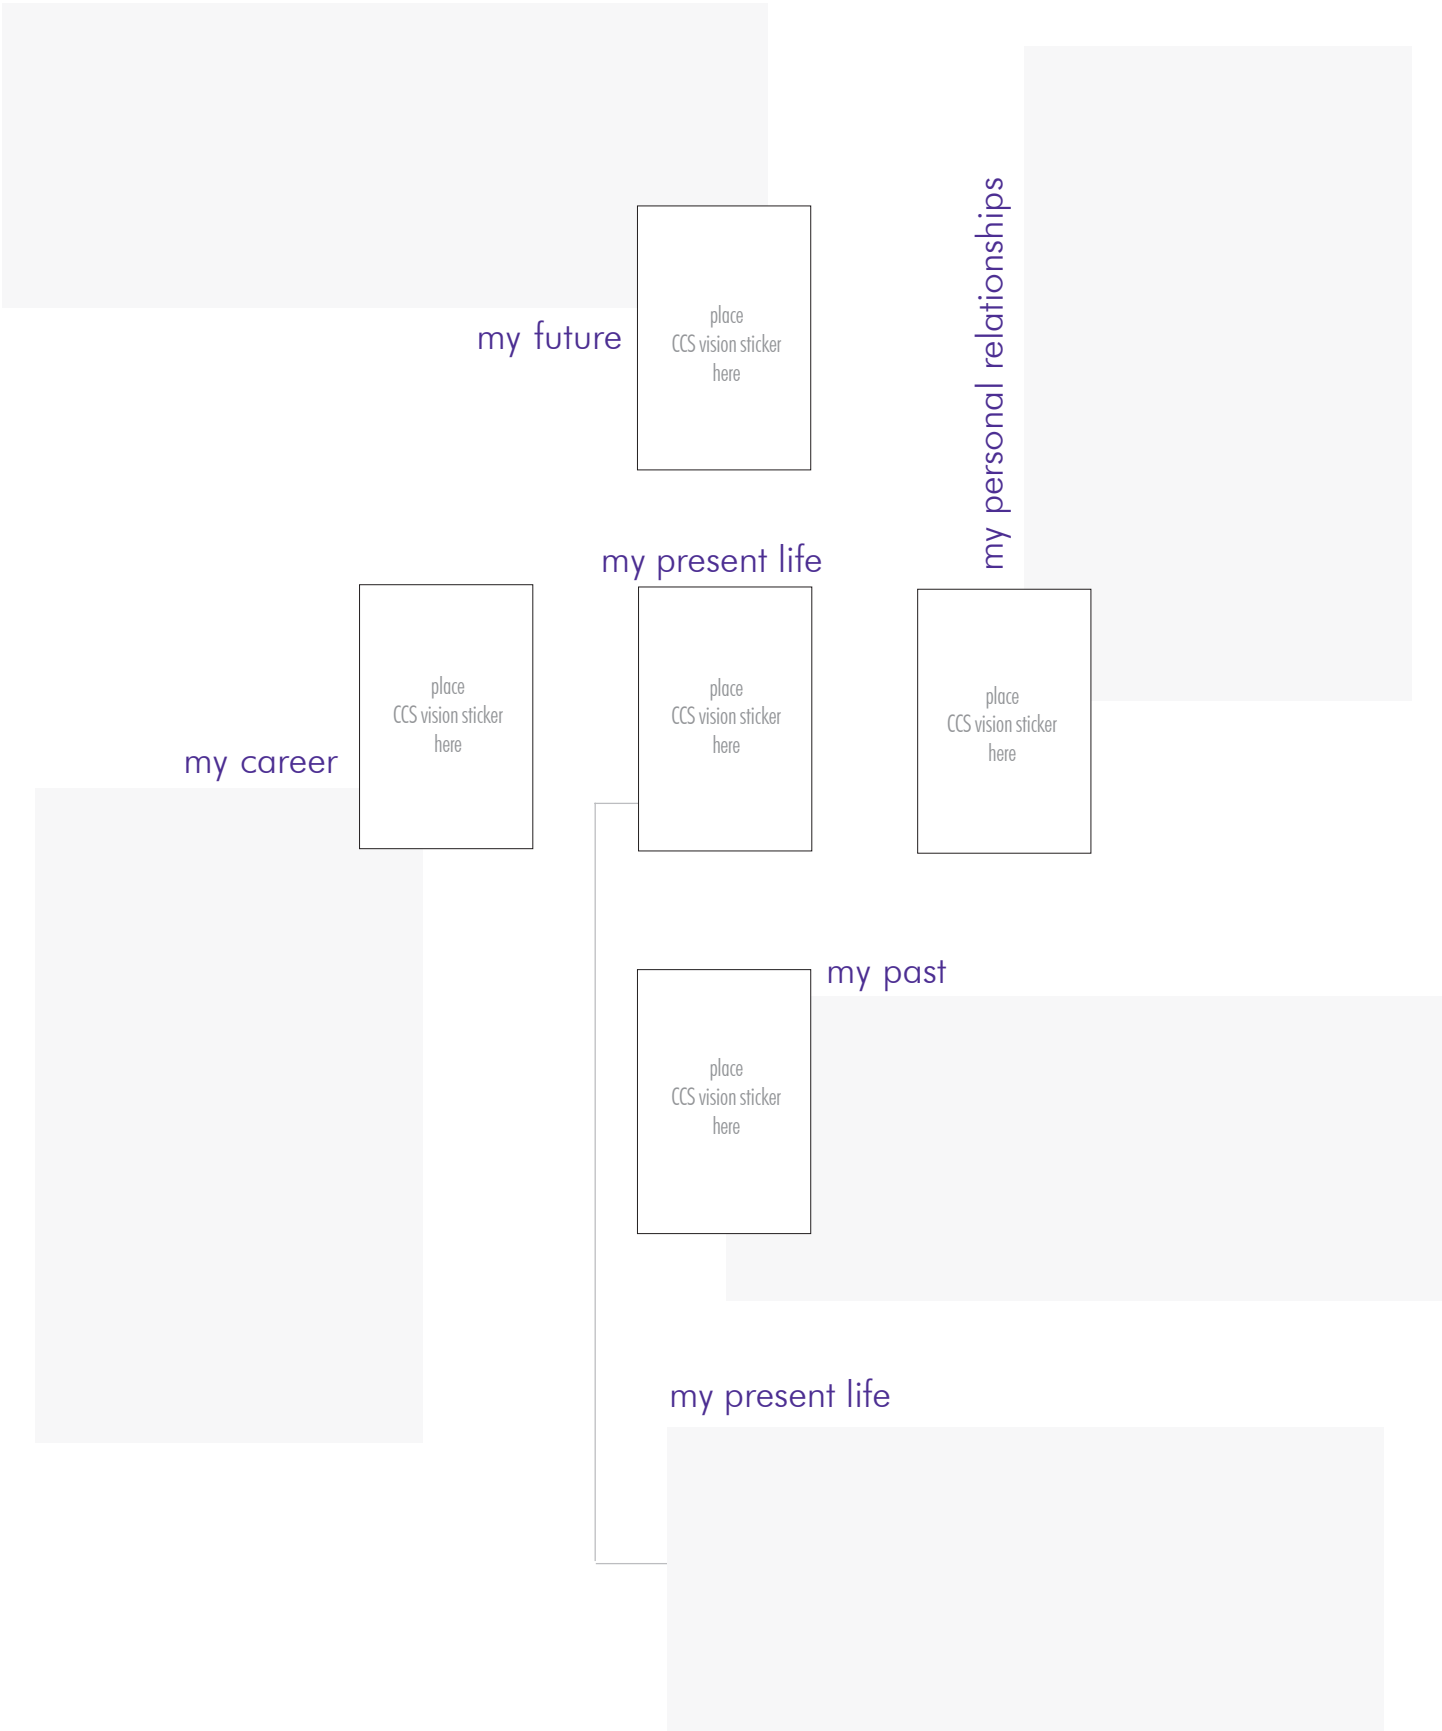 my personal relationships
place
CCS vision sticker
here
my future
my present life
place
CCS vision sticker
here
my career
place
CCS vision sticker
here
place
CCS vision sticker
here
my past
place
CCS vision sticker
here
my present life